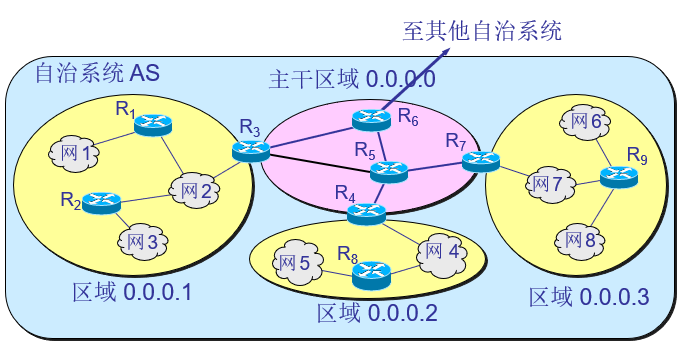 至其他自治系统
自治系统 AS
主干区域 0.0.0.0
R1
R6
网6
R3
R5
R7
网1
R9
网2
网7
R2
R4
网3
网4
网8
网5
R8
区域 0.0.0.1
区域 0.0.0.2
区域 0.0.0.3